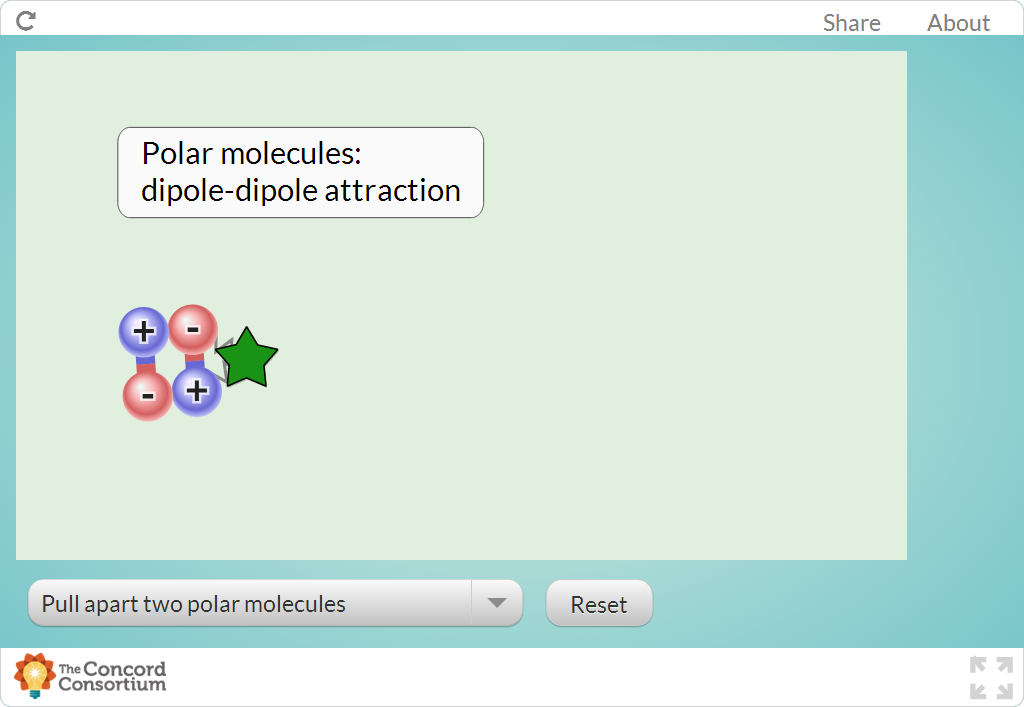 Share About
Polar molecules:
dipole-dipole attraction
+ -
- +
Pull apart two polar molecules
Reset
The Concord
Consortium